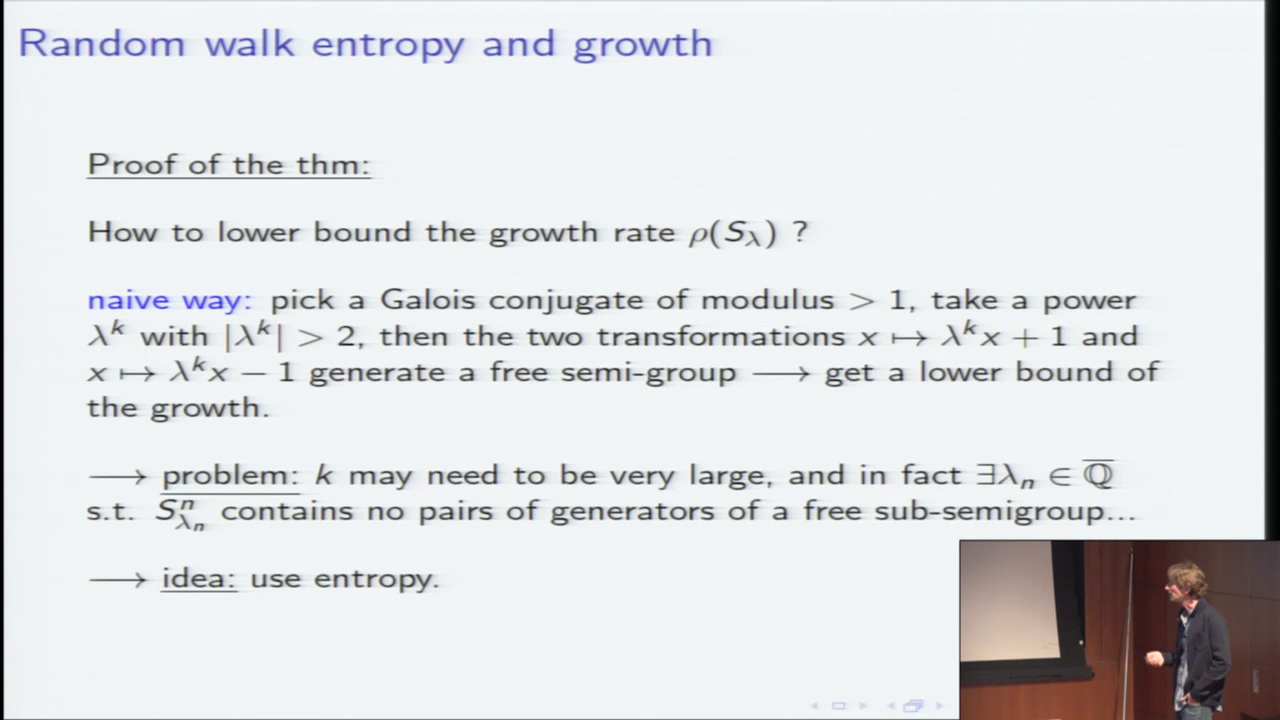 Random walk entropy and growth
Proof of the thm:
How to lower bound the growth rate ρ(S_λ) ?
naive way: pick a Galois conjugate of modulus > 1, take a power
λ^k with |λ^k| > 2, then the two transformations x ↦ λ^k x + 1 and
x ↦ λ^k x − 1 generate a free semi-group ⟶ get a lower bound of
the growth.
⟶ problem: k may need to be very large, and in fact ∃λ_n ∈ \overline{ℚ}
s.t. S^n_{λ_n} contains no pairs of generators of a free sub-semigroup...
⟶ idea: use entropy.